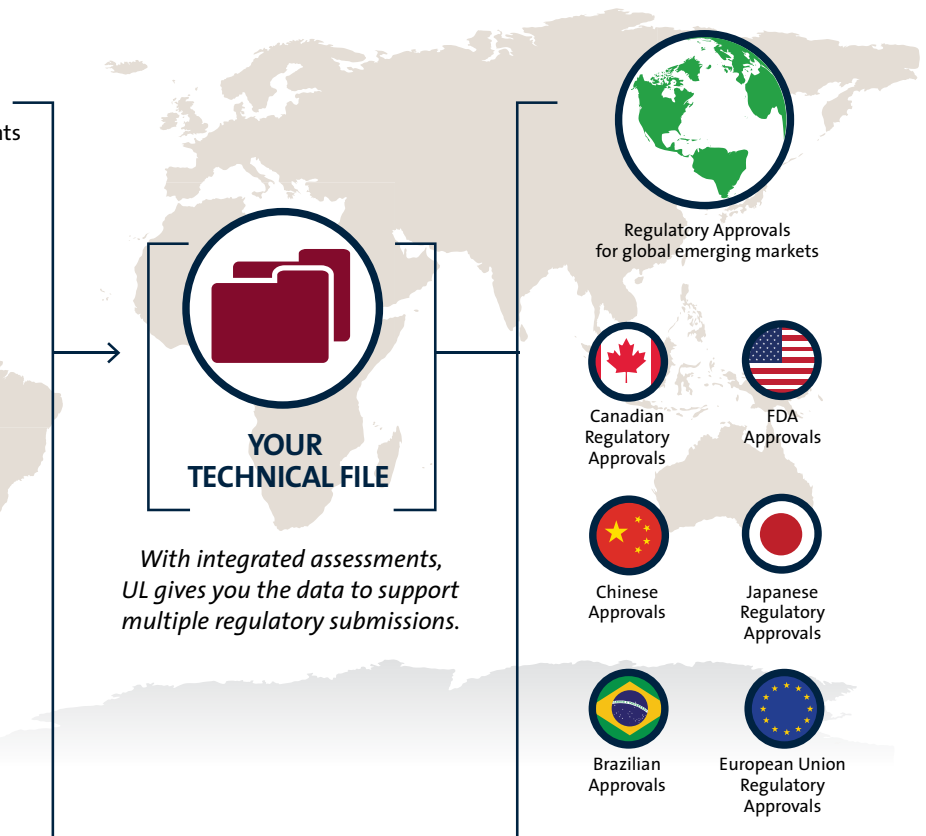 nts
YOUR
TECHNICAL FILE
With integrated assessments,
UL gives you the data to support
multiple regulatory submissions.
Regulatory Approvals
for global emerging markets
Canadian
Regulatory
Approvals
FDA
Approvals
Chinese
Approvals
Japanese
Regulatory
Approvals
Brazilian
Approvals
European Union
Regulatory
Approvals